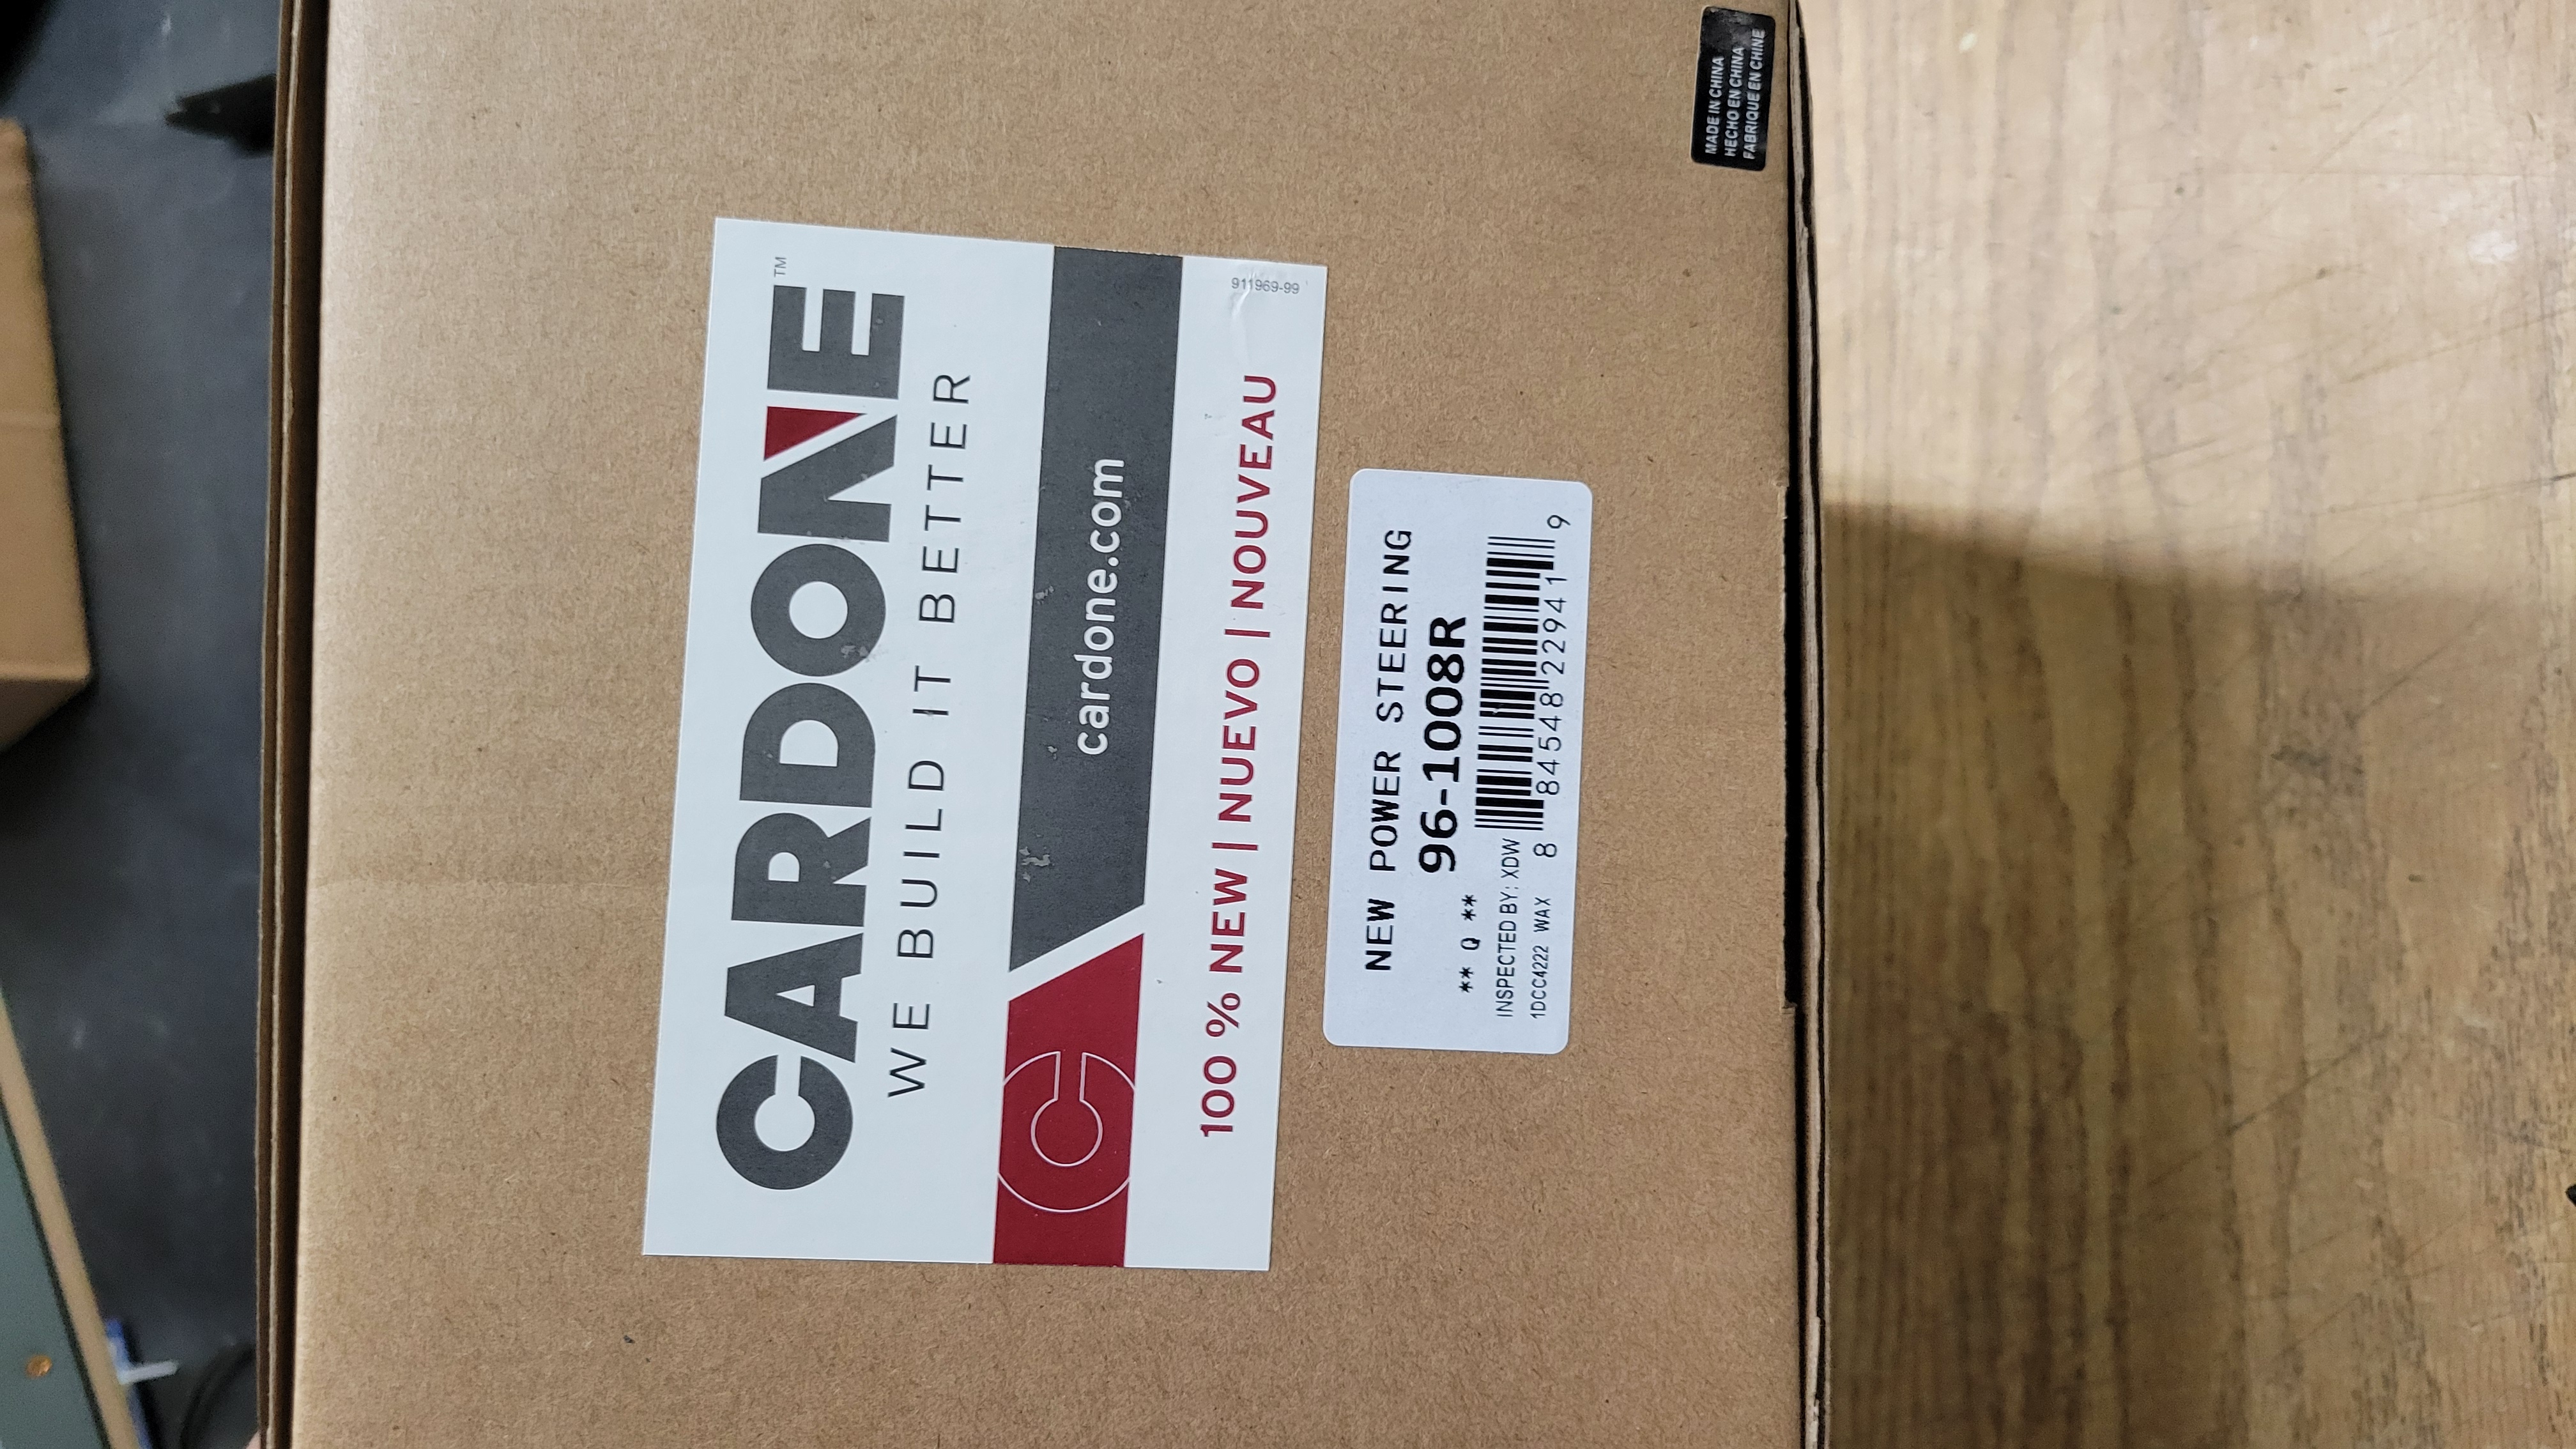 MADE IN CHINA
HECHO EN CHINA
FABRIQUE EN CHINE
CARDONE™
WE BUILD IT BETTER
C cardone.com
911969-99
100 % NEW | NUEVO | NOUVEAU
NEW POWER STEERING
96-1008R
** Q **
INSPECTED BY: XDW
1DCC4222 WAX
8 84548 22941 9